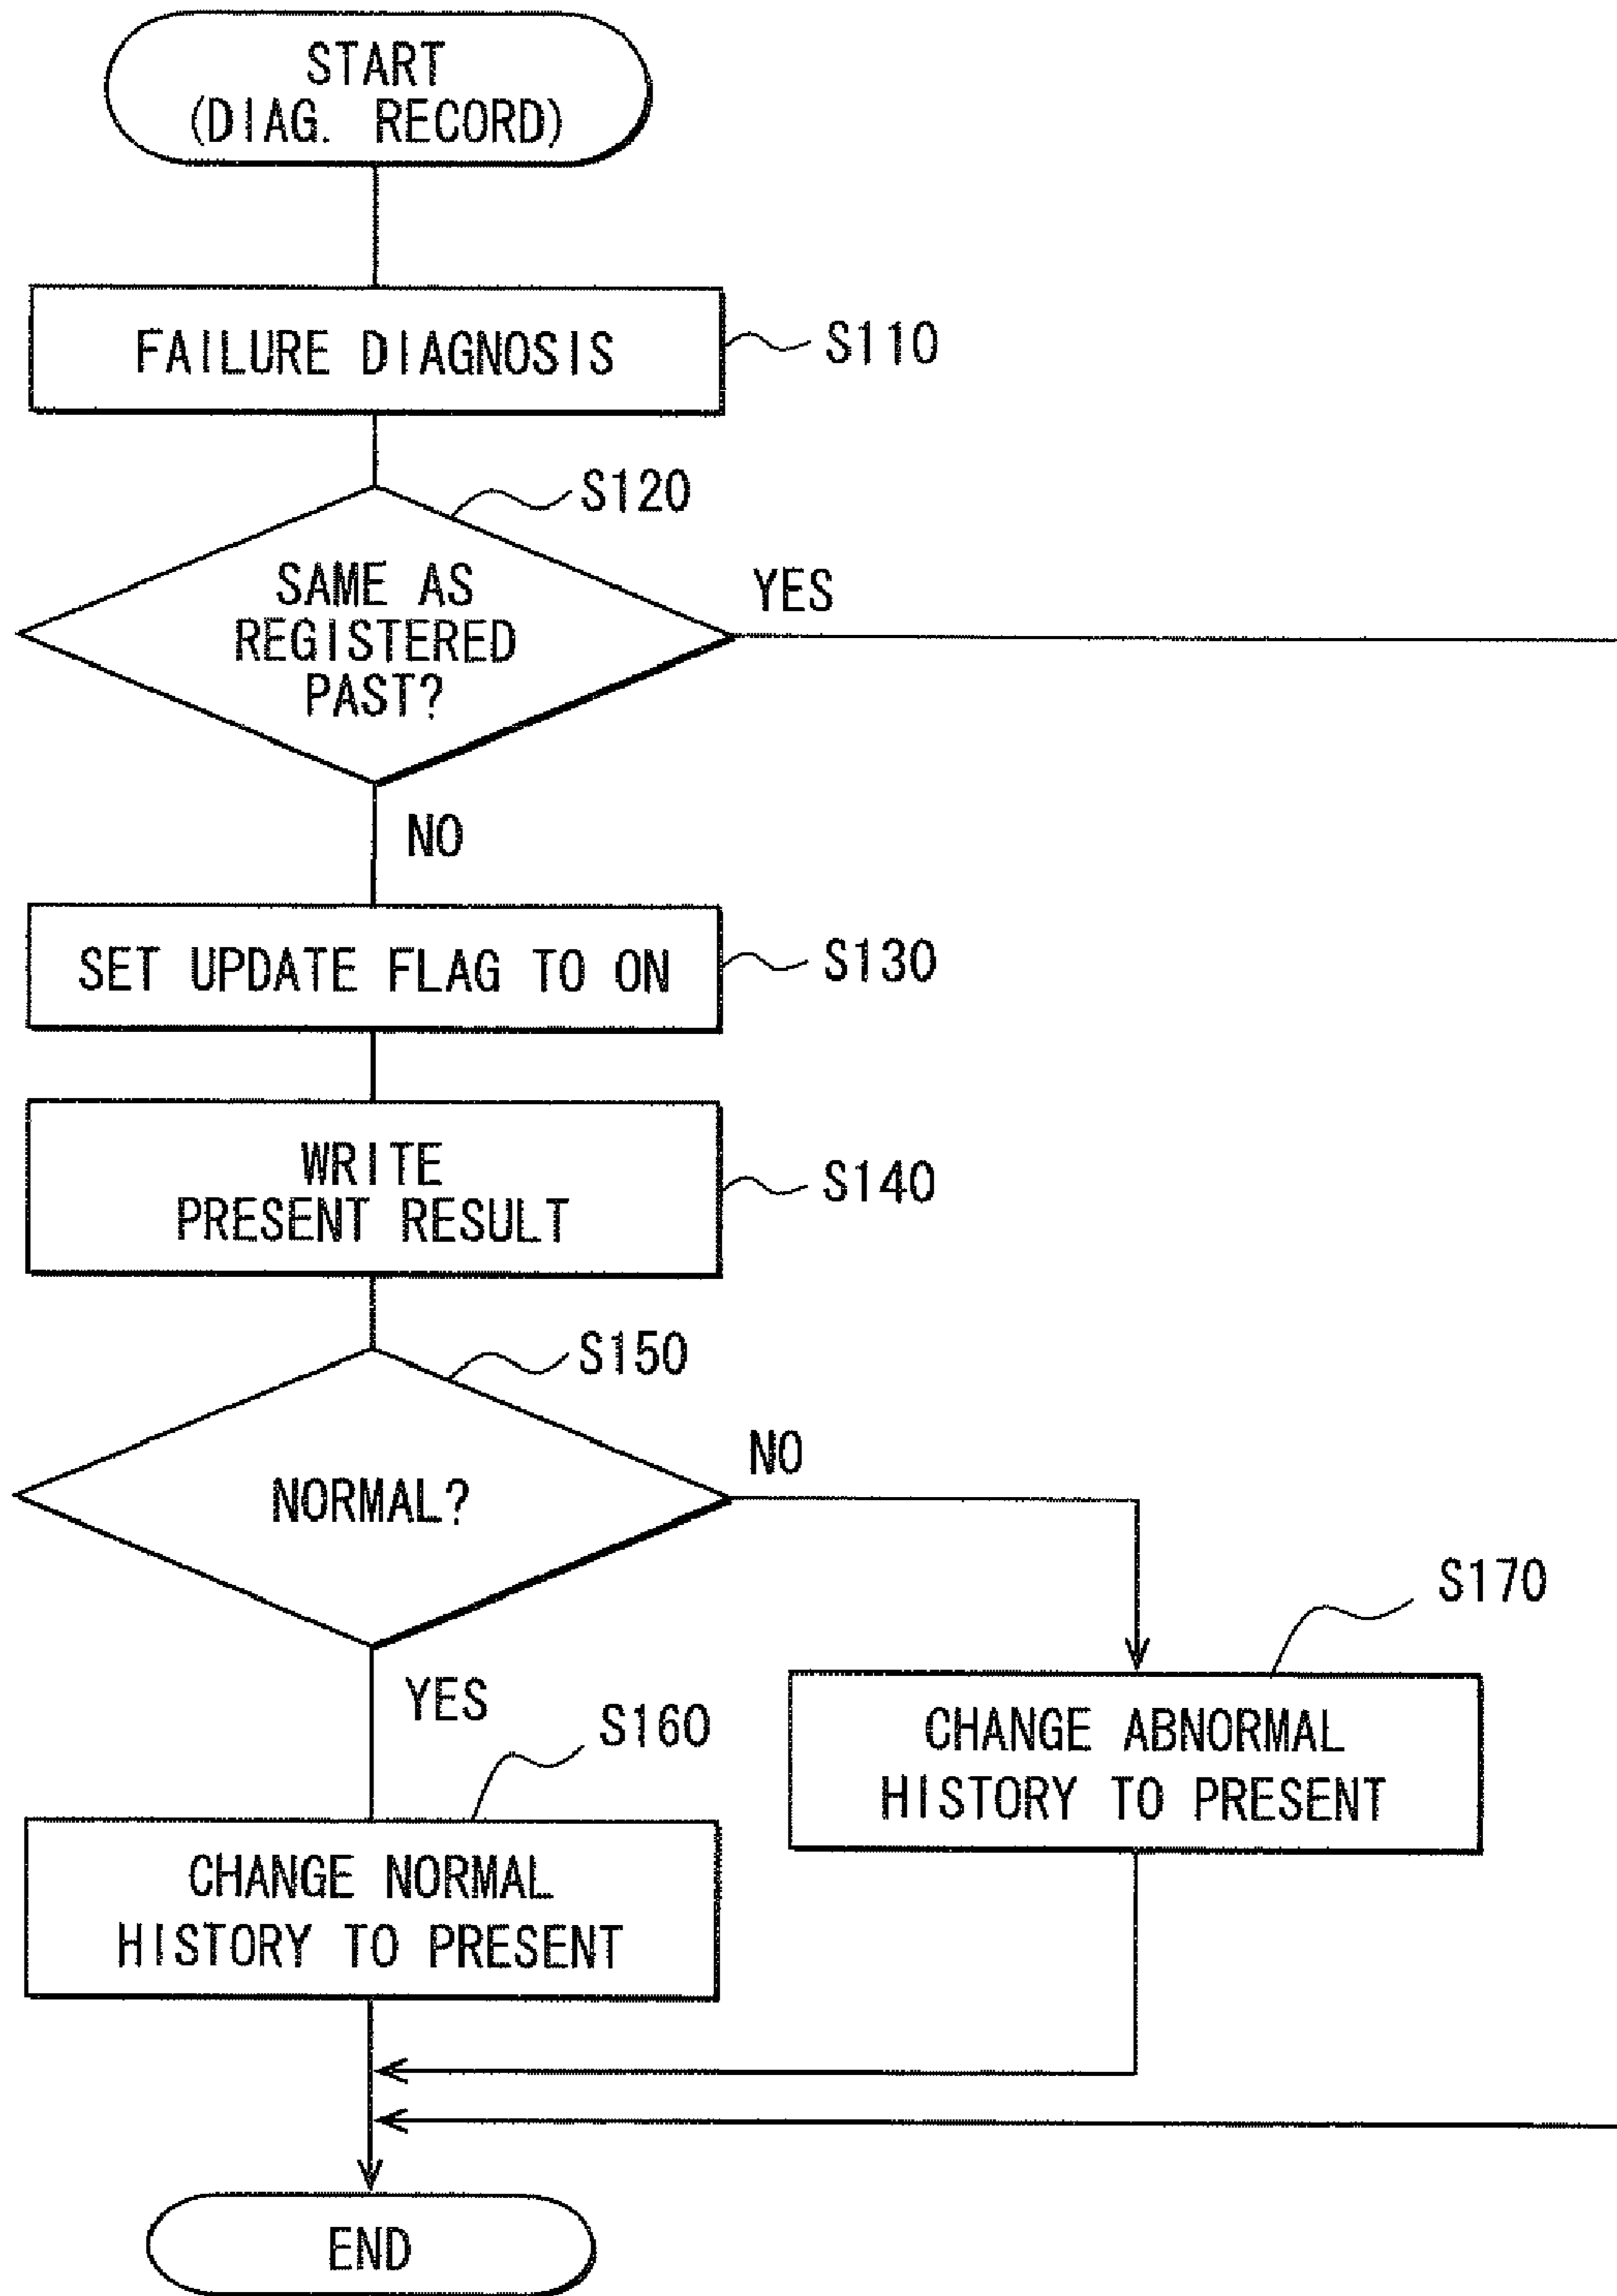 START
(DIAG. RECORD)
FAILURE DIAGNOSIS
S110
S120
SAME AS
REGISTERED
PAST?
YES
NO
SET UPDATE FLAG TO ON
S130
WRITE
PRESENT RESULT
S140
S150
NORMAL?
NO
YES
S170
CHANGE ABNORMAL
HISTORY TO PRESENT
S160
CHANGE NORMAL
HISTORY TO PRESENT
END